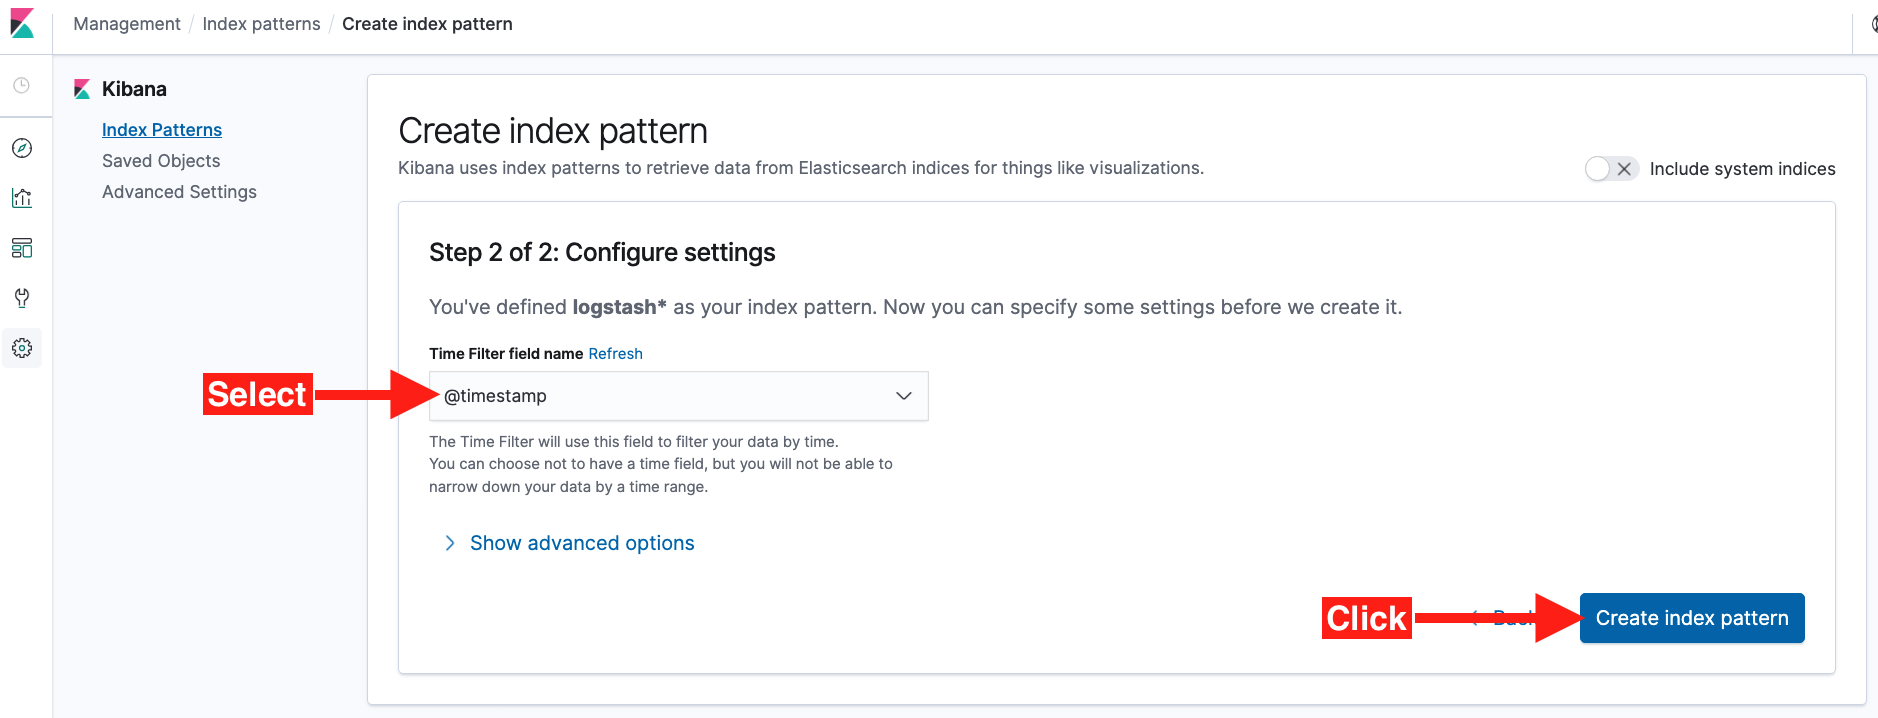 Management / Index patterns / Create index pattern
Kibana
Index Patterns
Saved Objects
Advanced Settings
Create index pattern
Kibana uses index patterns to retrieve data from Elasticsearch indices for things like visualizations.
Include system indices
Step 2 of 2: Configure settings
You've defined logstash* as your index pattern. Now you can specify some settings before we create it.
Time Filter field name Refresh
Select
@timestamp
The Time Filter will use this field to filter your data by time.
You can choose not to have a time field, but you will not be able to
narrow down your data by a time range.
Show advanced options
Click
Create index pattern